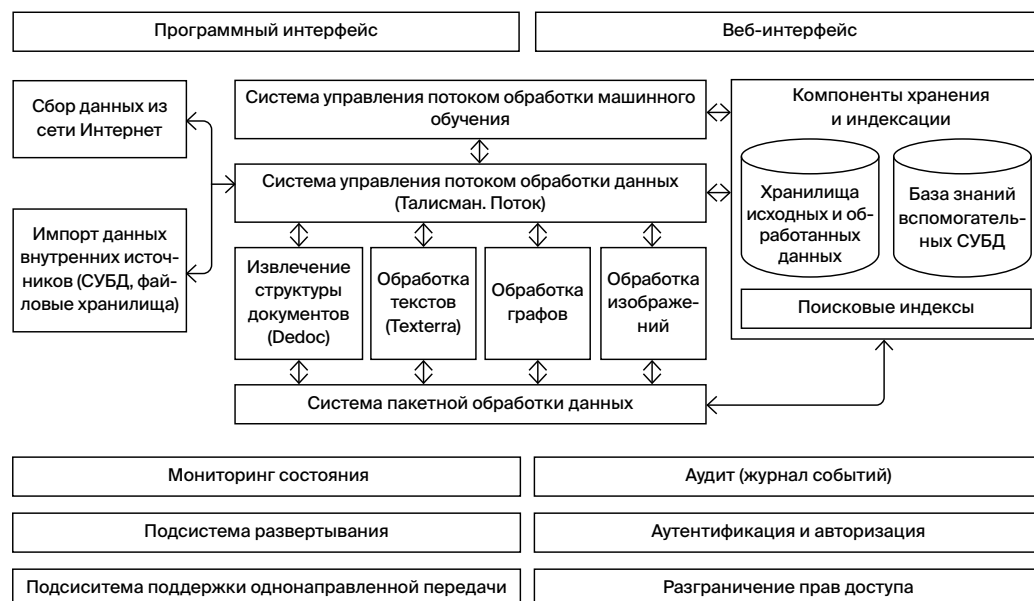 Программный интерфейс
Веб-интерфейс
Сбор данных из
сети Интернет
Импорт данных
внутренних источ-
ников (СУБД, фай-
ловые хранилища)
Система управления потоком обработки машинного
обучения
Система управления потоком обработки данных
(Талисман. Поток)
Извлечение
структуры
документов
(Dedoc)
Обработка
текстов
(Texterra)
Обработка
графов
Обработка
изображе-
ний
Система пакетной обработки данных
Компоненты хранения
и индексации
Хранилища
исходных и об-
работанных
данных
База знаний
вспомогатель-
ных СУБД
Поисковые индексы
Мониторинг состояния
Аудит (журнал событий)
Подсистема развертывания
Аутентификация и авторизация
Подсиситема поддержки однонаправленной передачи
Разграничение прав доступа